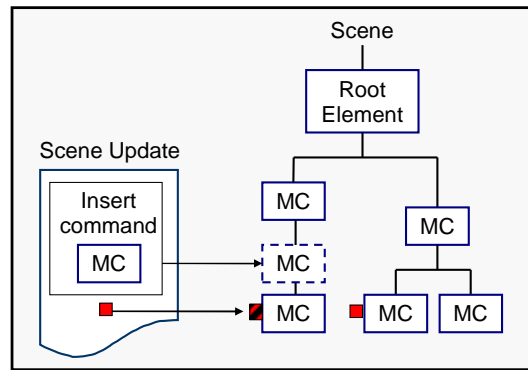 Scene
Root
Element
Scene Update
Insert
command
MC
MC
MC
MC
MC
MC
MC